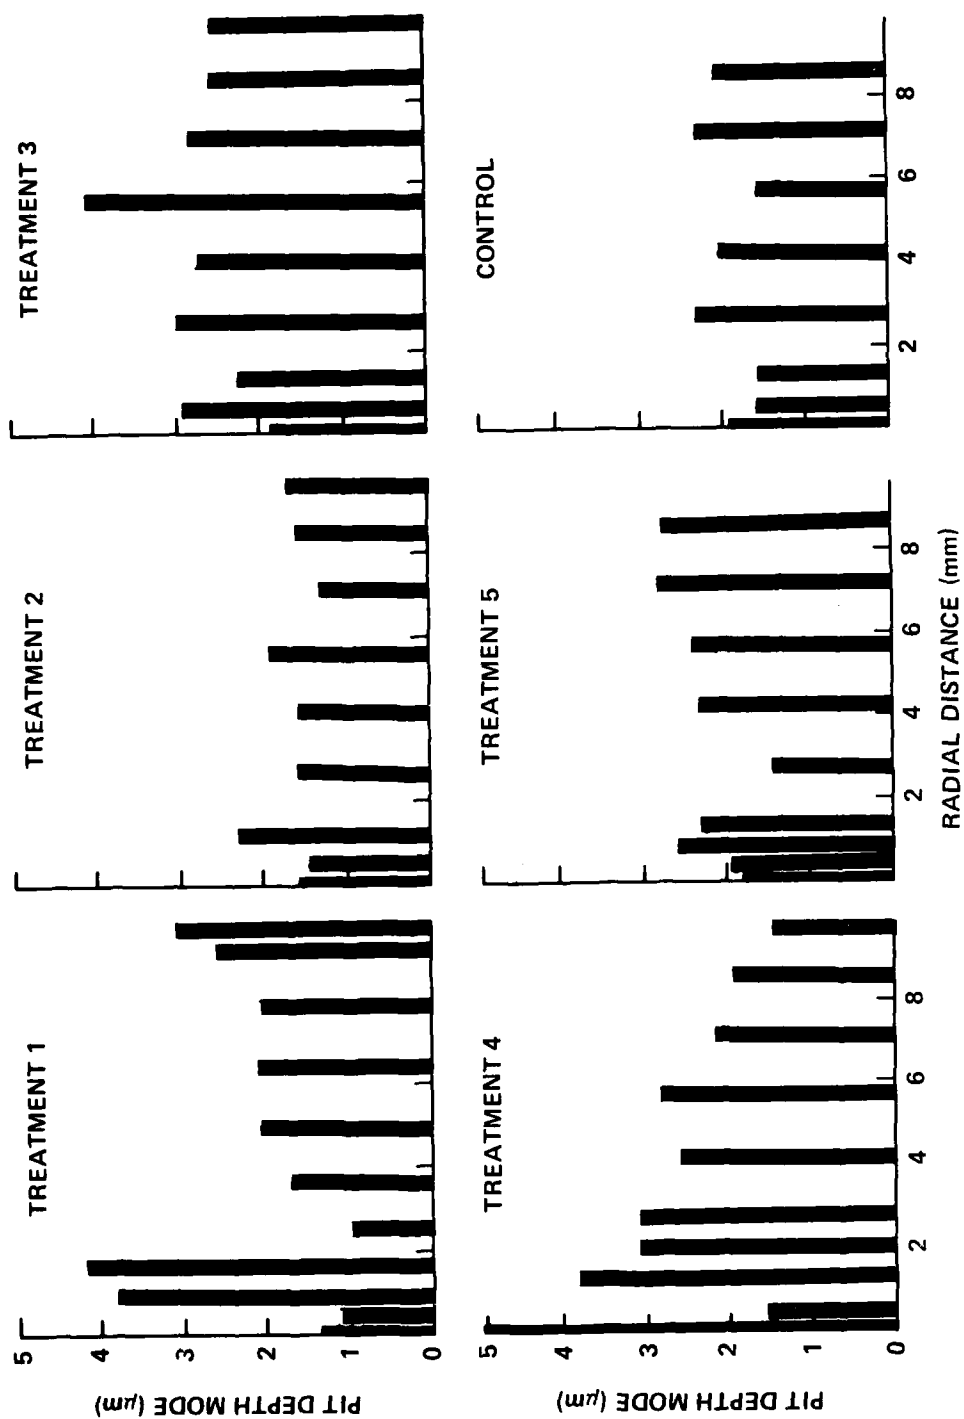 TREATMENT 1
TREATMENT 2
TREATMENT 3
PIT DEPTH MODE (μm)
5
4
3
2
1
0
TREATMENT 4
TREATMENT 5
CONTROL
PIT DEPTH MODE (μm)
5
4
3
2
1
0
2 4 6 8
2 4 6 8
2 4 6 8
RADIAL DISTANCE (mm)